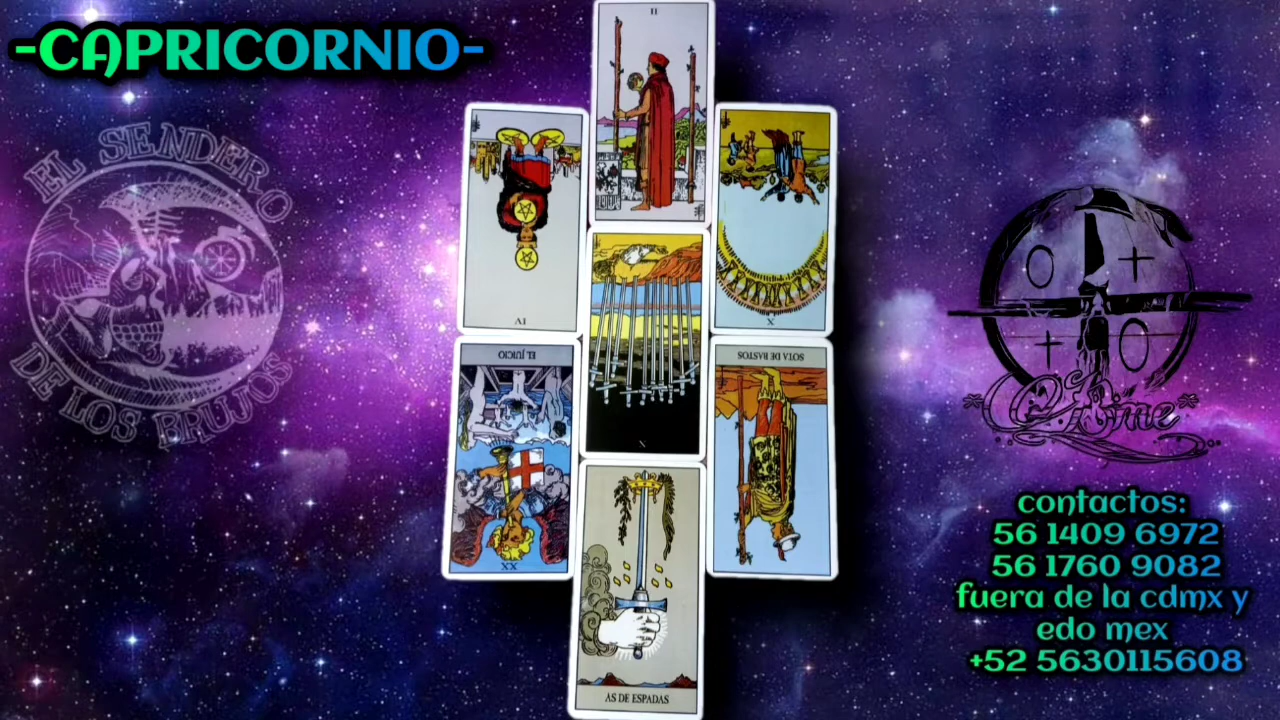 -CAPRICORNIO-
II
EL SENDERO
DE LOS BRUJOS
IV
X
EL JUICIO
XX
X
SOTA DE BASTOS
AS DE ESPADAS
contactos:
56 1409 6972
56 1760 9082
fuera de la cdmx y
edo mex
+52 5630115608